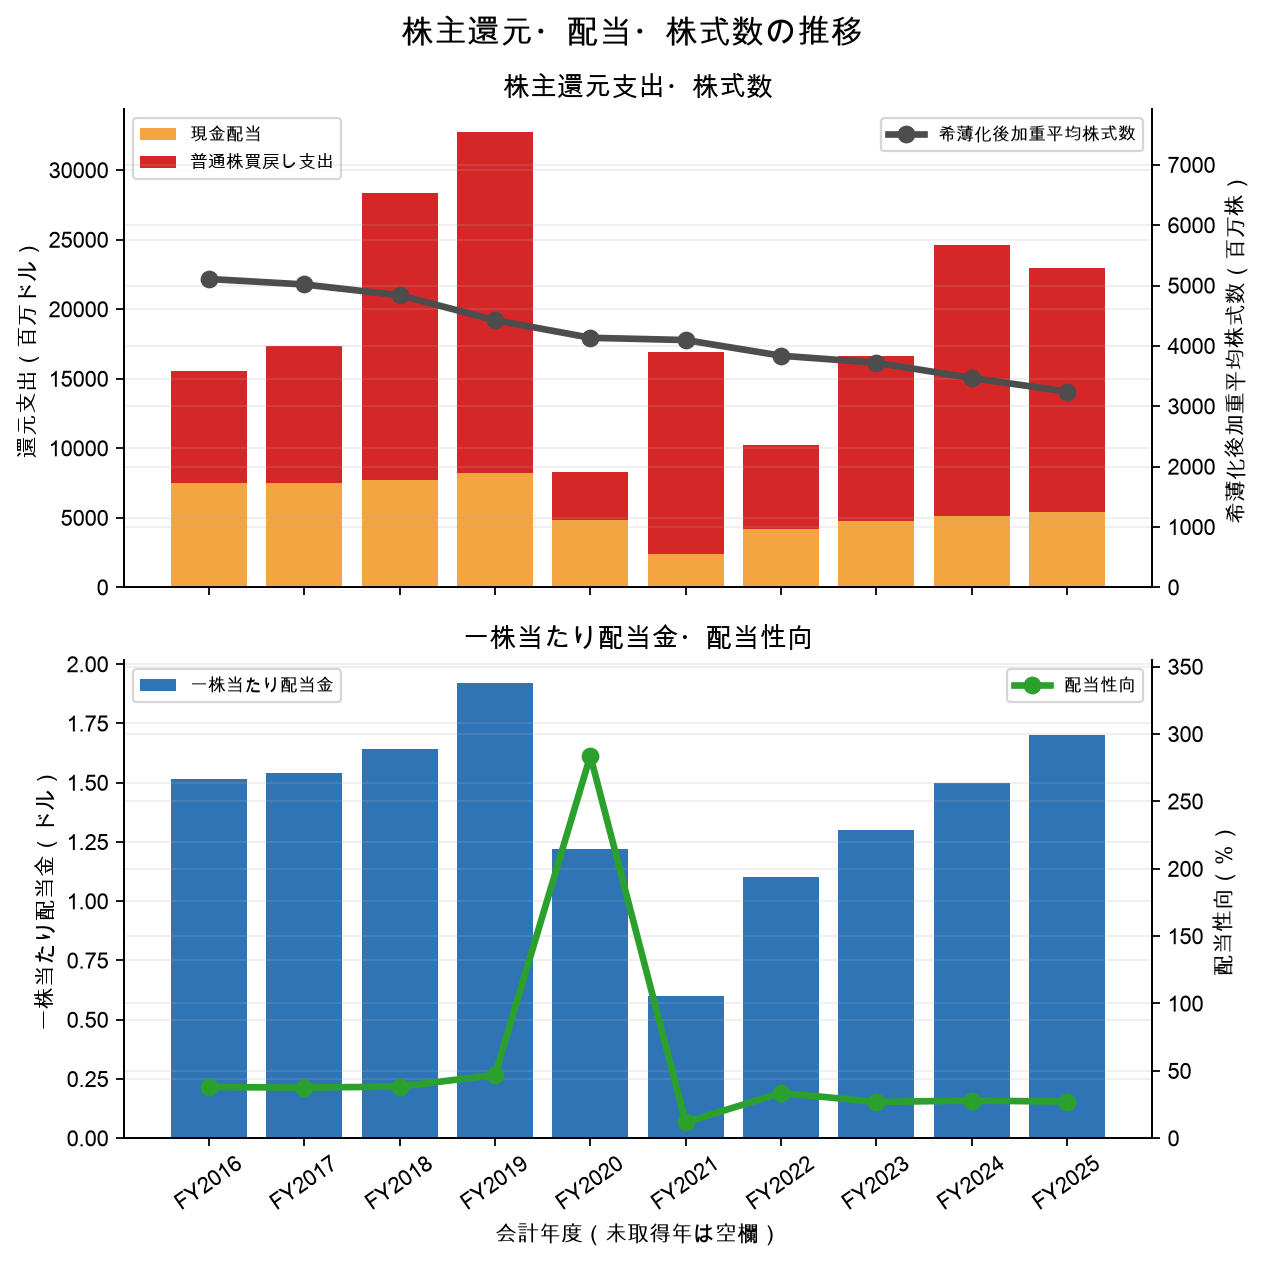 株主還元・配当・株式数の推移
株主還元支出・株式数
現金配当
普通株買戻し支出
希薄化後加重平均株式数
還元支出(百万ドル)
30000
25000
20000
15000
10000
5000
0
7000
6000
5000
4000
3000
2000
1000
0
希薄化後加重平均株式数(百万株)
一株当たり配当金・配当性向
一株当たり配当金
配当性向
一株当たり配当金(ドル)
2.00
1.75
1.50
1.25
1.00
0.75
0.50
0.25
0.00
350
300
250
200
150
100
50
0
配当性向(%)
FY2016
FY2017
FY2018
FY2019
FY2020
FY2021
FY2022
FY2023
FY2024
FY2025
会計年度(未取得年は空欄)